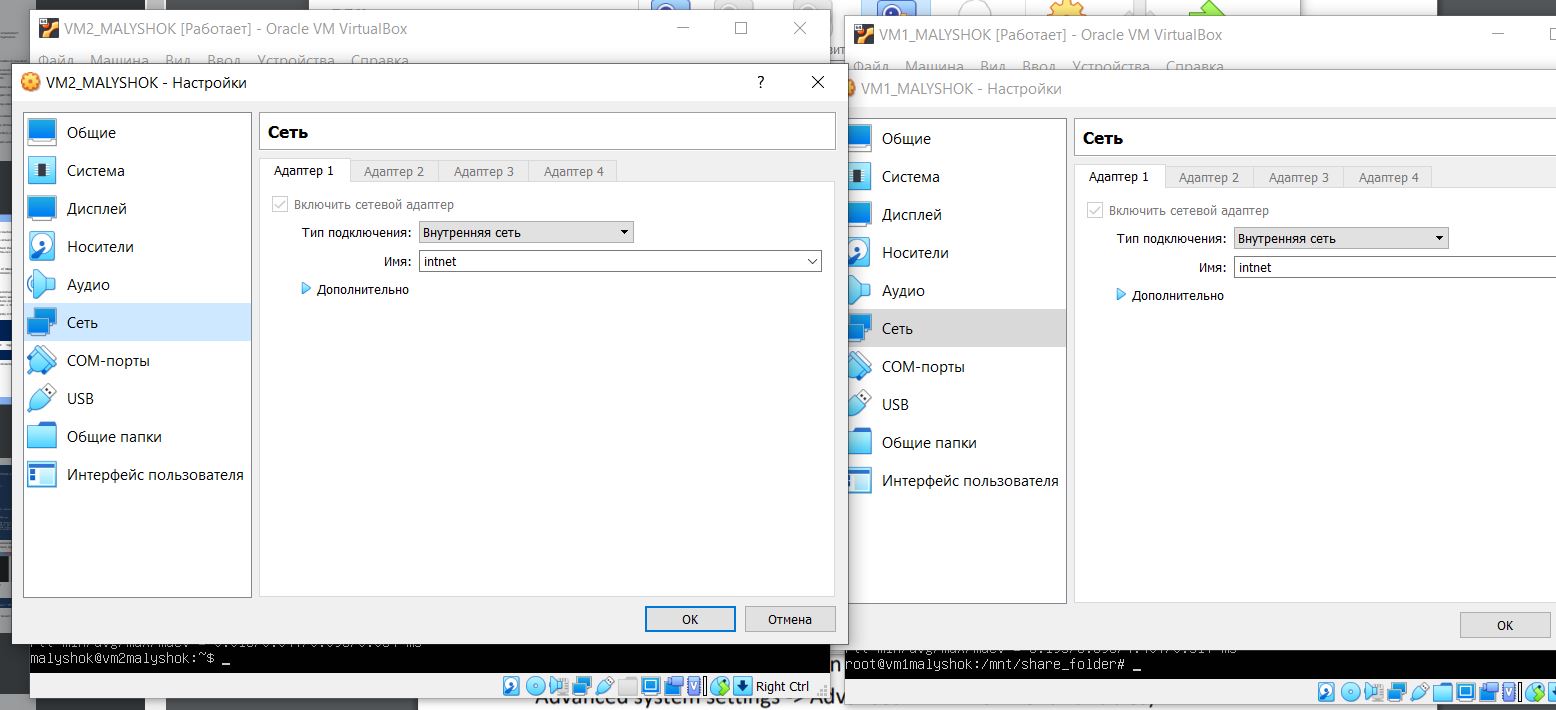 VM2_MALYSHOK [Работает] - Oracle VM VirtualBox
Файл Машина Вид Ввод Устройства Справка
VM2_MALYSHOK - Настройки
?
Общие
Система
Дисплей
Носители
Аудио
Сеть
COM-порты
USB
Общие папки
Интерфейс пользователя
Сеть
Адаптер 1 Адаптер 2 Адаптер 3 Адаптер 4
Включить сетевой адаптер
Тип подключения: Внутренняя сеть
Имя: intnet
Дополнительно
OK Отмена
malyshok@vm2malyshok:~$ _
Right Ctrl
VM1_MALYSHOK [Работает] - Oracle VM VirtualBox
Файл Машина Вид Ввод Устройства Справка
VM1_MALYSHOK - Настройки
Общие
Система
Дисплей
Носители
Аудио
Сеть
COM-порты
USB
Общие папки
Интерфейс пользователя
Сеть
Адаптер 1 Адаптер 2 Адаптер 3 Адаптер 4
Включить сетевой адаптер
Тип подключения: Внутренняя сеть
Имя: intnet
Дополнительно
OK
root@vm1malyshok:/mnt/share_folder# _
Advanced system settings ->